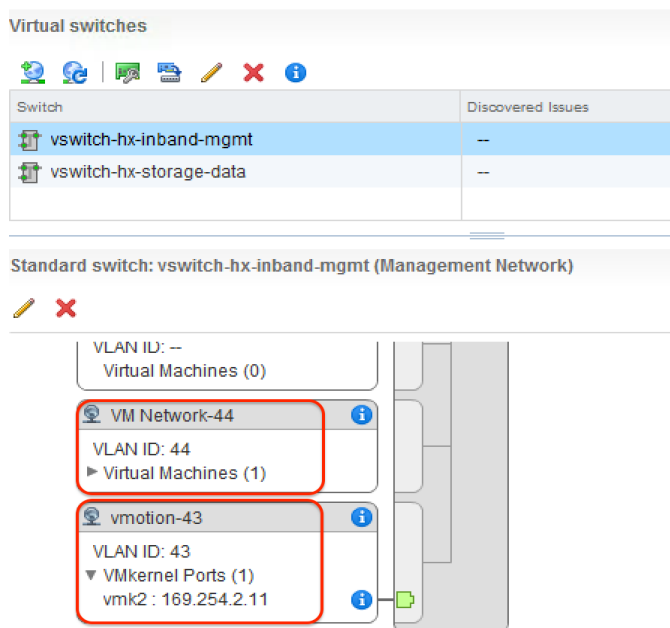 Virtual switches
Switch Discovered Issues
vswitch-hx-inband-mgmt --
vswitch-hx-storage-data --
Standard switch: vswitch-hx-inband-mgmt (Management Network)
VLAN ID: --
Virtual Machines (0)
VM Network-44
VLAN ID: 44
Virtual Machines (1)
vmotion-43
VLAN ID: 43
VMkernel Ports (1)
vmk2 : 169.254.2.11